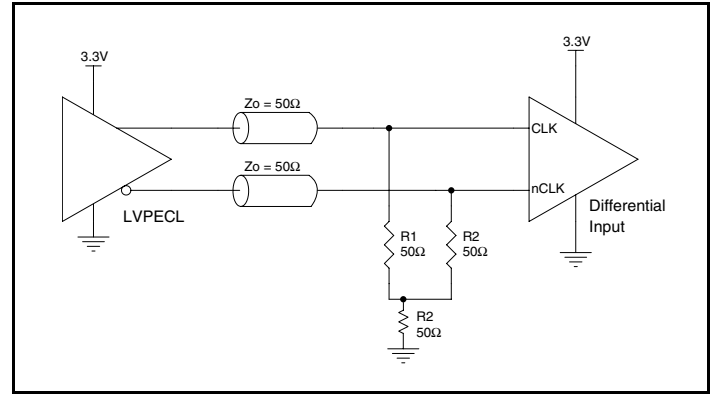 3.3V
3.3V
Zo = 50Ω
CLK
Zo = 50Ω
nCLK
LVPECL
Differential
Input
R1
50Ω
R2
50Ω
R2
50Ω